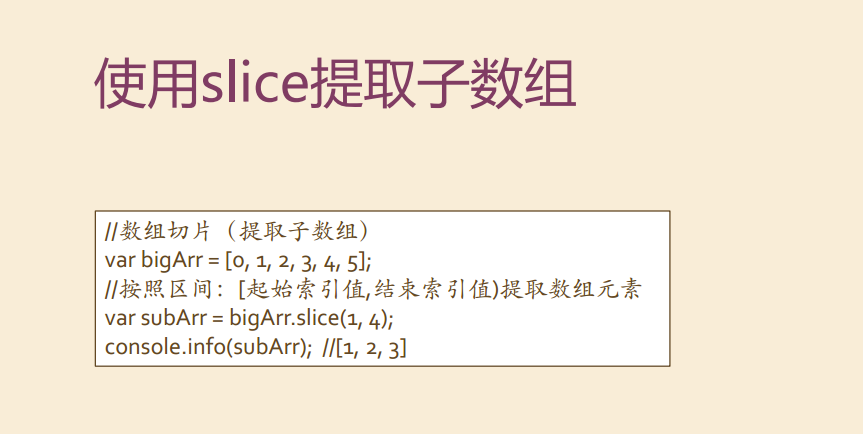 使用slice提取子数组
//数组切片（提取子数组）
var bigArr = [0, 1, 2, 3, 4, 5];
//按照区间：[起始索引值,结束索引值)提取数组元素
var subArr = bigArr.slice(1, 4);
console.info(subArr);  //[1, 2, 3]